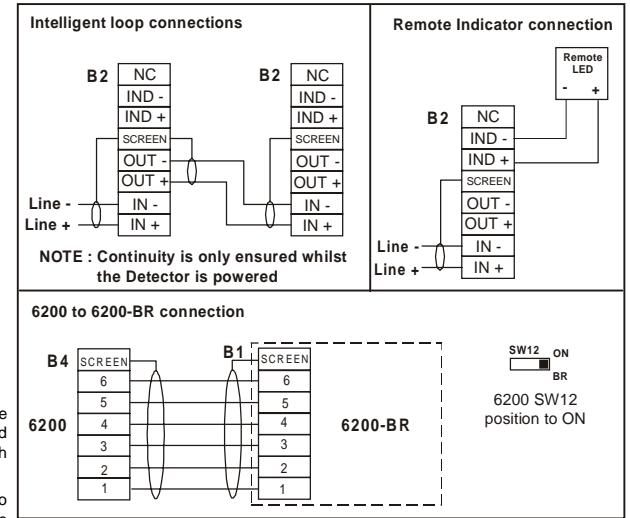 Intelligent loop connections
B2
NC
IND -
IND +
SCREEN
OUT -
OUT +
IN -
IN +
Line -
Line +
B2
NC
IND -
IND +
SCREEN
OUT -
OUT +
IN -
IN +
NOTE : Continuity is only ensured whilst
the Detector is powered
Remote Indicator connection
Remote
LED
- +
B2
NC
IND -
IND +
SCREEN
OUT -
OUT +
IN -
IN +
Line -
Line +
6200 to 6200-BR connection
B4
SCREEN
6
5
4
3
2
1
6200
B1
SCREEN
6
5
4
3
2
1
6200-BR
SW12 ON
BR
6200 SW12
position to ON